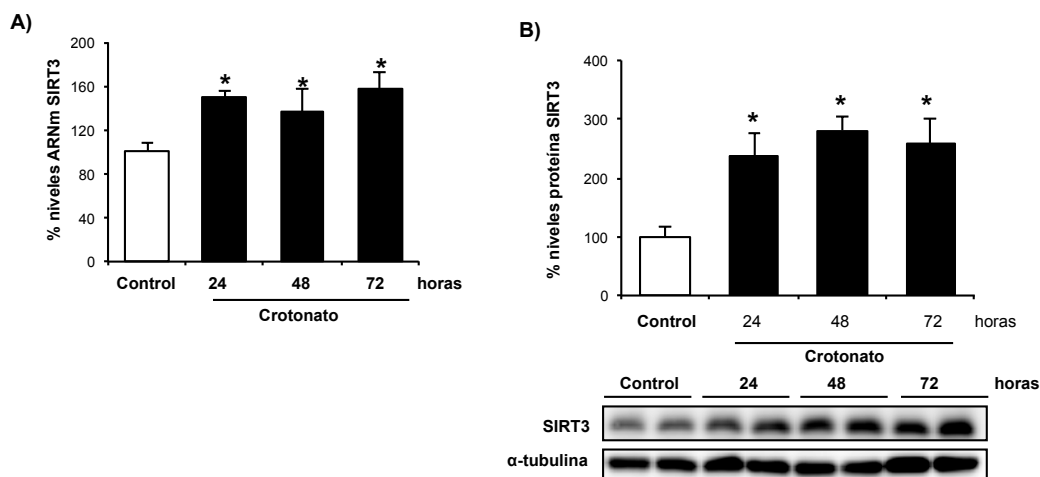 A)
% niveles ARNm SIRT3
200
160
120
80
40
0
* * *
Control 24 48 72 horas
Crotonato
B)
% niveles proteína SIRT3
400
300
200
100
0
* * *
Control 24 48 72 horas
Crotonato
Control 24 48 72 horas
SIRT3
α-tubulina